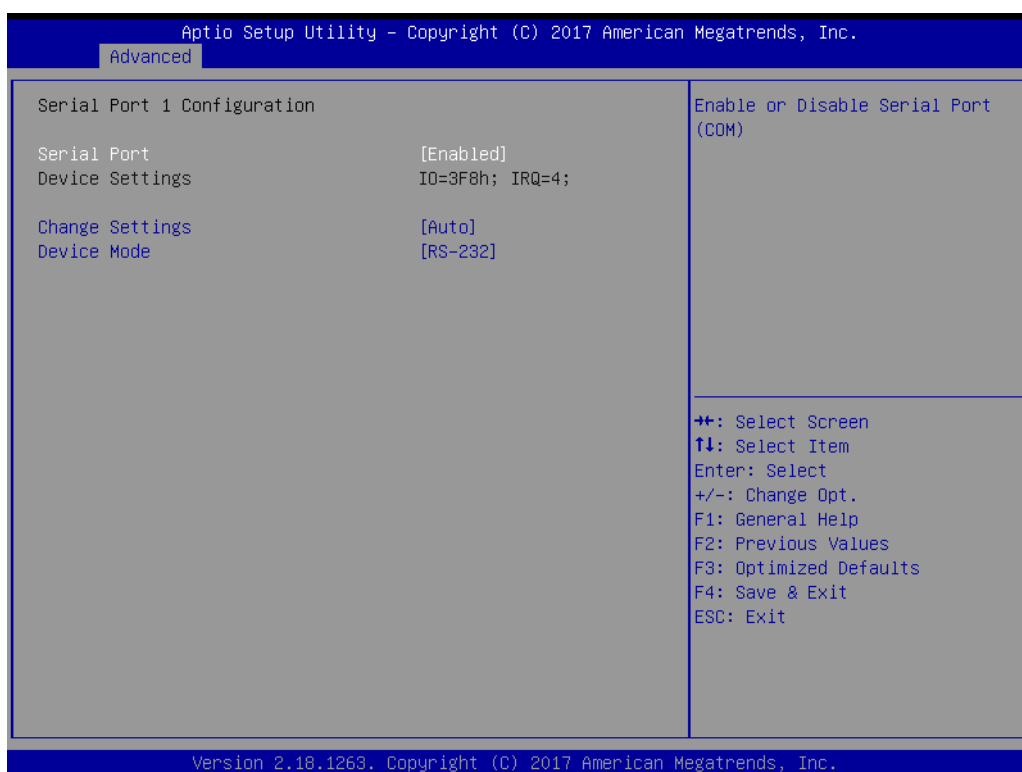 Aptio Setup Utility – Copyright (C) 2017 American Megatrends, Inc.
Advanced
Serial Port 1 Configuration
Serial Port [Enabled]
Device Settings IO=3F8h; IRQ=4;
Change Settings [Auto]
Device Mode [RS-232]
Enable or Disable Serial Port
(COM)
→←: Select Screen
↑↓: Select Item
Enter: Select
+/-: Change Opt.
F1: General Help
F2: Previous Values
F3: Optimized Defaults
F4: Save & Exit
ESC: Exit
Version 2.18.1263. Copyright (C) 2017 American Megatrends, Inc.